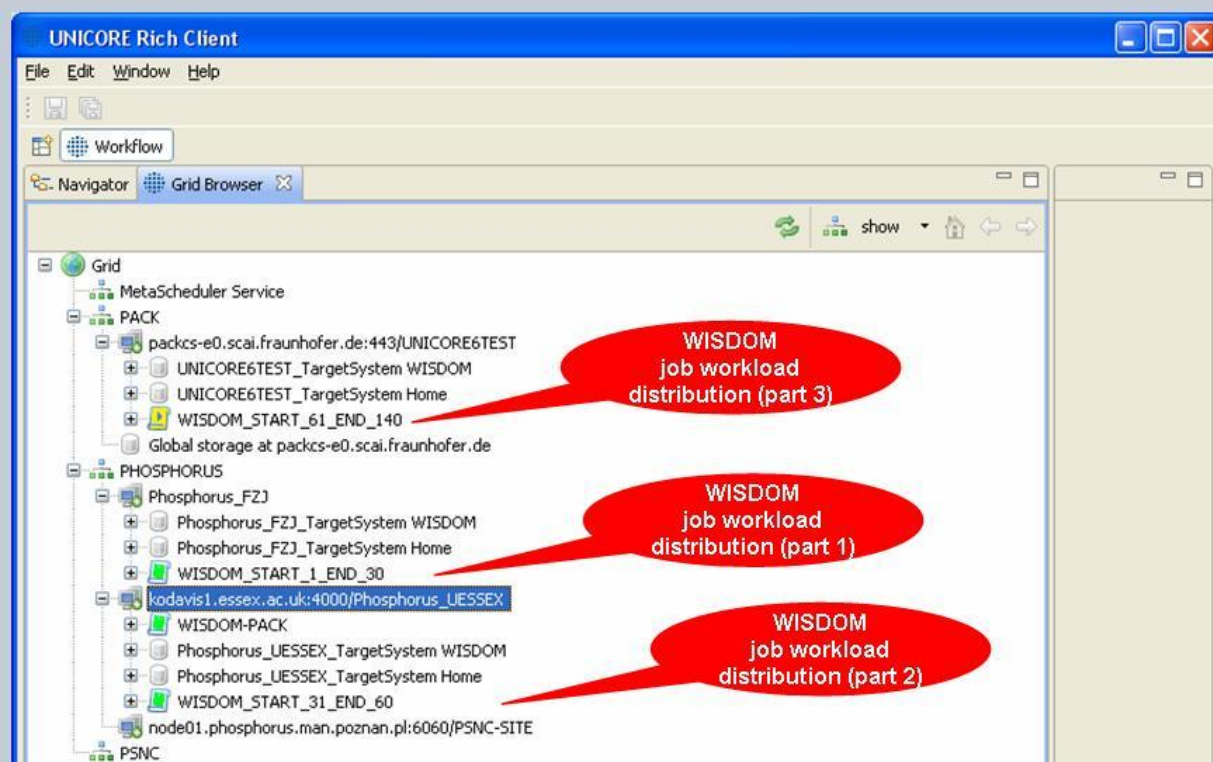 UNICORE Rich Client
File Edit Window Help
Workflow
Navigator Grid Browser
show
Grid
MetaScheduler Service
PACK
packcs-e0.scai.fraunhofer.de:443/UNICORE6TEST
UNICORE6TEST_TargetSystem WISDOM
UNICORE6TEST_TargetSystem Home
WISDOM_START_61_END_140
Global storage at packcs-e0.scai.fraunhofer.de
WISDOM
job workload
distribution (part 3)
PHOSPHORUS
Phosphorus_FZJ
Phosphorus_FZJ_TargetSystem WISDOM
Phosphorus_FZJ_TargetSystem Home
WISDOM_START_1_END_30
WISDOM
job workload
distribution (part 1)
kodavis1.essex.ac.uk:4000/Phosphorus_UESSEX
WISDOM-PACK
Phosphorus_UESSEX_TargetSystem WISDOM
Phosphorus_UESSEX_TargetSystem Home
WISDOM_START_31_END_60
WISDOM
job workload
distribution (part 2)
node01.phosphorus.man.poznan.pl:6060/PSNC-SITE
PSNC